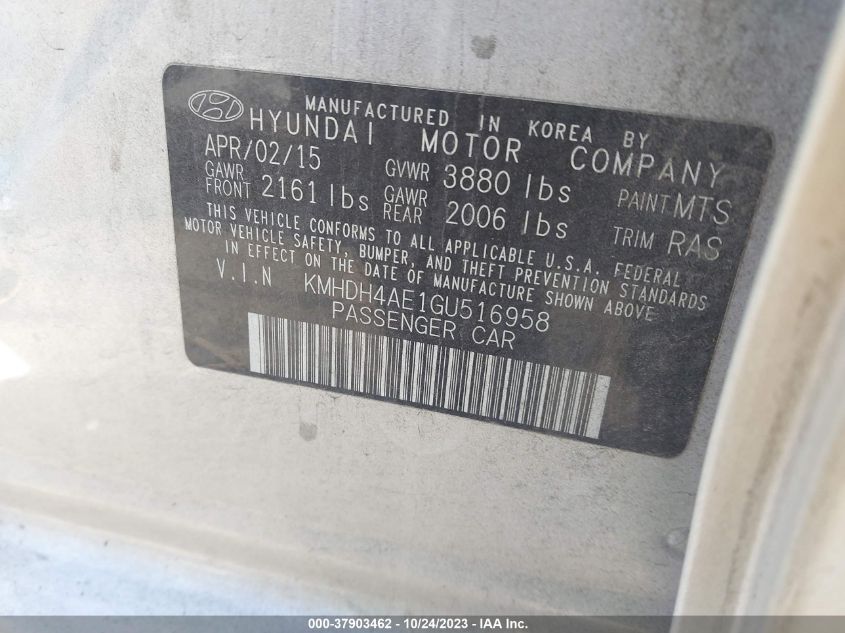 MANUFACTURED IN KOREA BY
HYUNDAI MOTOR COMPANY
APR/02/15 GVWR 3880 lbs PAINT MTS
GAWR FRONT 2161 lbs GAWR REAR 2006 lbs TRIM RAS
THIS VEHICLE CONFORMS TO ALL APPLICABLE U.S.A. FEDERAL
MOTOR VEHICLE SAFETY, BUMPER, AND THEFT PREVENTION STANDARDS
IN EFFECT ON THE DATE OF MANUFACTURE SHOWN ABOVE
V.I.N KMHDH4AE1GU516958
PASSENGER CAR
000-37903462 - 10/24/2023 - IAA Inc.